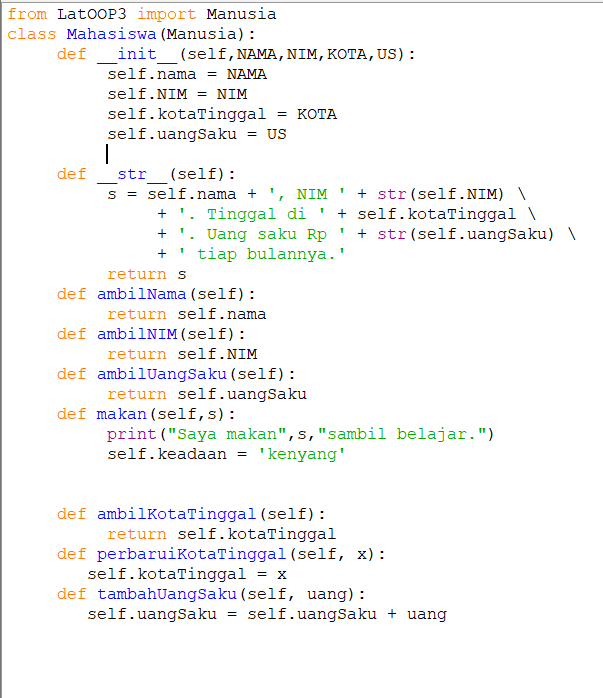 from LatOOP3 import Manusia
class Mahasiswa(Manusia):
     def __init__(self,NAMA,NIM,KOTA,US):
          self.nama = NAMA
          self.NIM = NIM
          self.kotaTinggal = KOTA
          self.uangSaku = US
     def __str__(self):
          s = self.nama + ', NIM ' + str(self.NIM) \
               + '. Tinggal di ' + self.kotaTinggal \
               + '. Uang saku Rp ' + str(self.uangSaku) \
               + ' tiap bulannya.'
          return s
     def ambilNama(self):
          return self.nama
     def ambilNIM(self):
          return self.NIM
     def ambilUangSaku(self):
          return self.uangSaku
     def makan(self,s):
          print("Saya makan",s,"sambil belajar.")
          self.keadaan = 'kenyang'
     def ambilKotaTinggal(self):
          return self.kotaTinggal
     def perbaruiKotaTinggal(self, x):
        self.kotaTinggal = x
     def tambahUangSaku(self, uang):
        self.uangSaku = self.uangSaku + uang